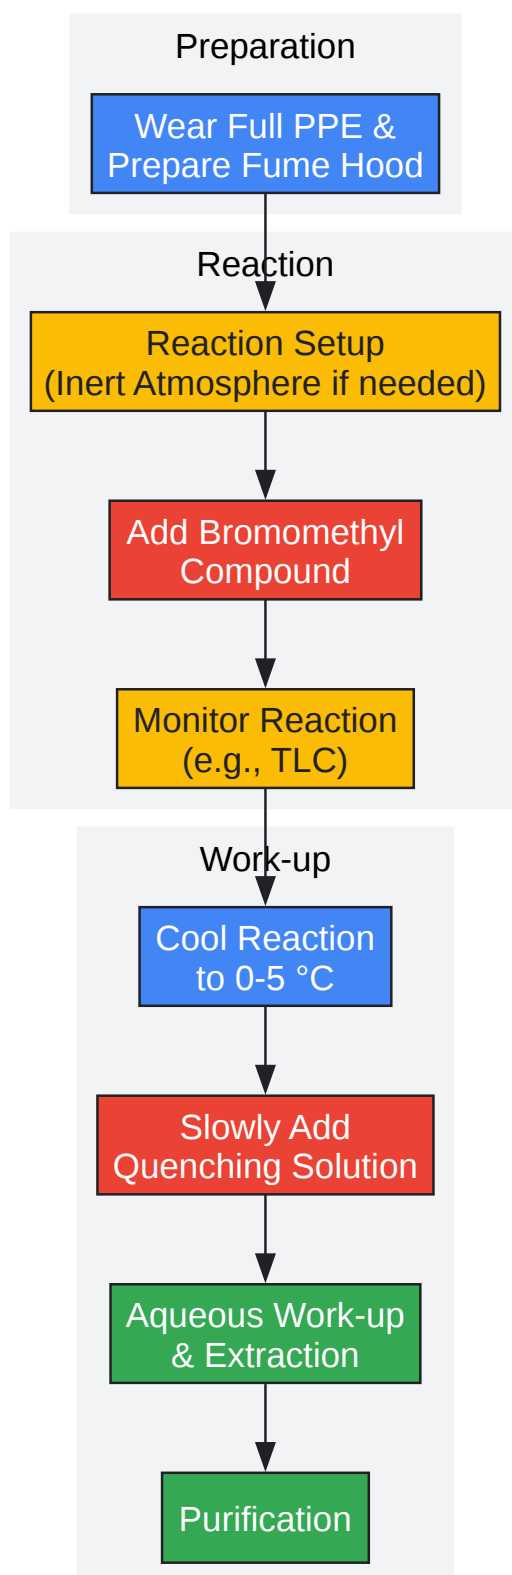 Preparation
Wear Full PPE &
Prepare Fume Hood
Reaction
Reaction Setup
(Inert Atmosphere if needed)
Add Bromomethyl
Compound
Monitor Reaction
(e.g., TLC)
Work-up
Cool Reaction
to 0-5 °C
Slowly Add
Quenching Solution
Aqueous Work-up
& Extraction
Purification